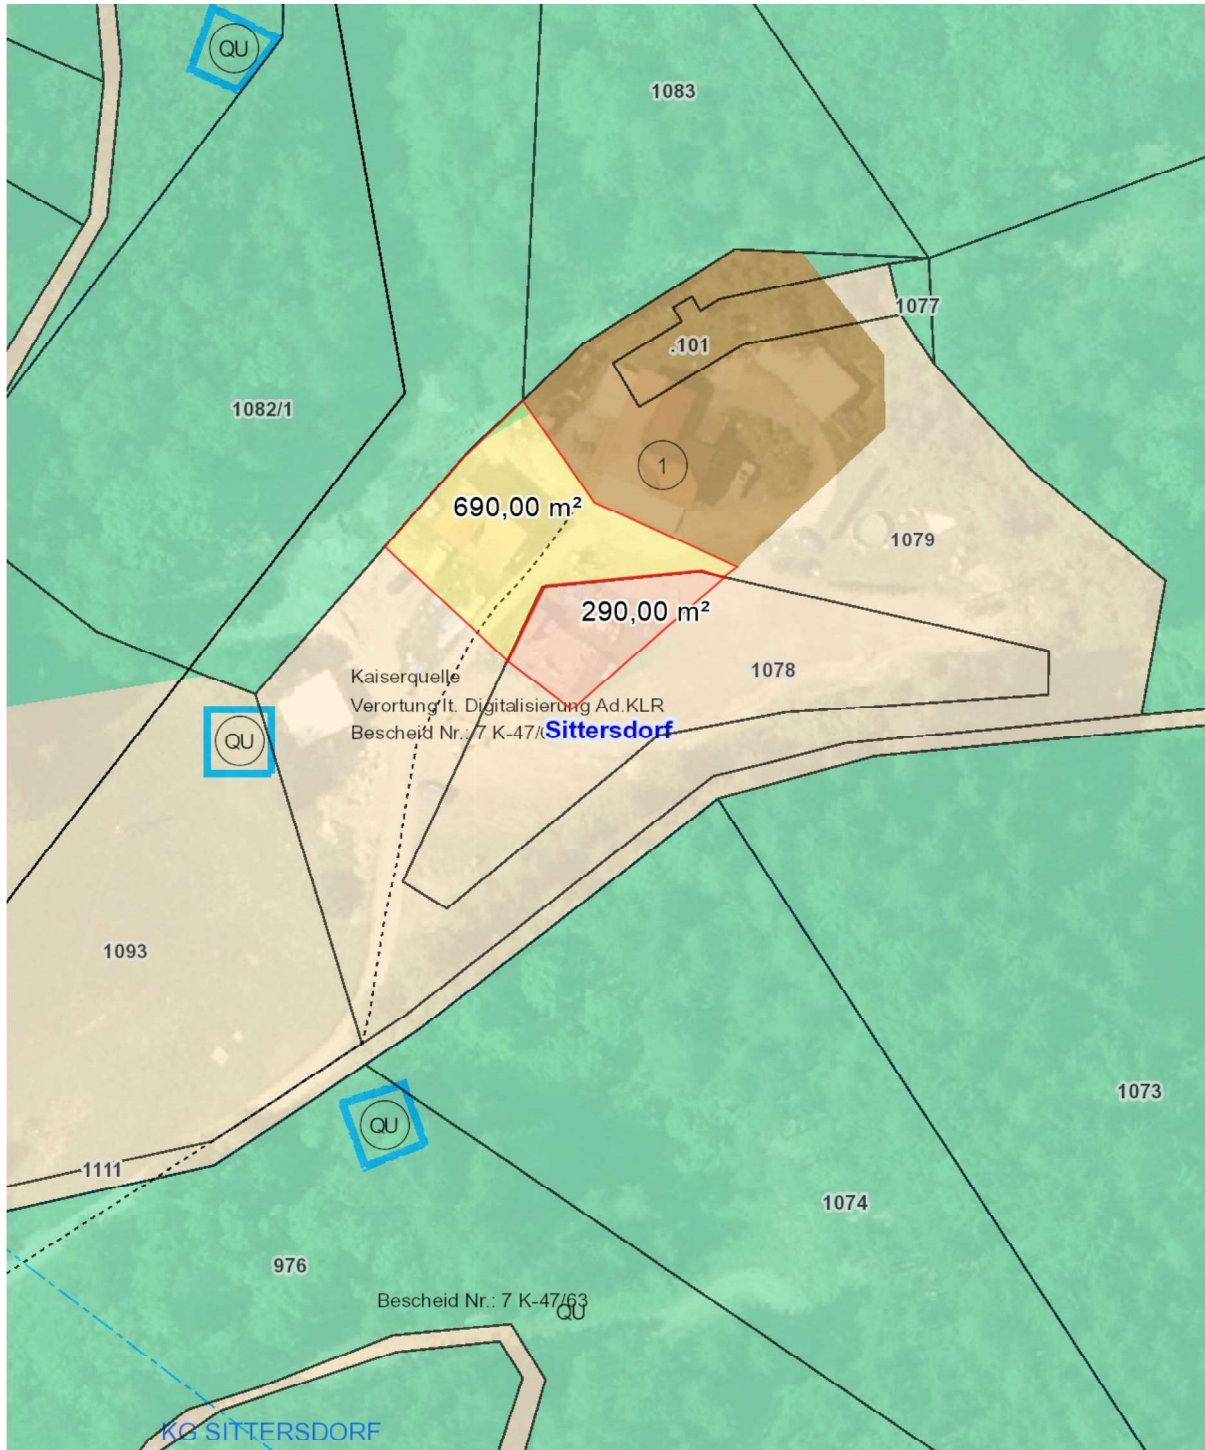 QU
1083
1077
.101
1082/1
1
690,00 m²
1079
290,00 m²
1078
Kaiserquelle
Verortung lt. Digitalisierung Ad.KLR
Bescheid Nr.: 7 K-47/
Sittersdorf
QU
1093
1073
QU
1111
1074
976
Bescheid Nr.: 7 K-47/63
QU
KG SITTERSDORF